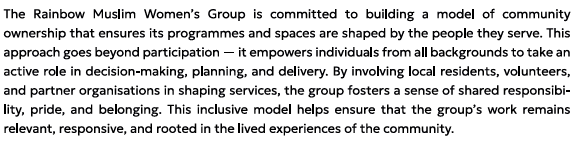 The Rainbow Muslim Women's Group is committed to building a model of community
ownership that ensures its programmes and spaces are shaped by the people they serve. This
approach goes beyond participation — it empowers individuals from all backgrounds to take an
active role in decision-making, planning, and delivery. By involving local residents, volunteers,
and partner organisations in shaping services, the group fosters a sense of shared responsibi-
lity, pride, and belonging. This inclusive model helps ensure that the group's work remains
relevant, responsive, and rooted in the lived experiences of the community.